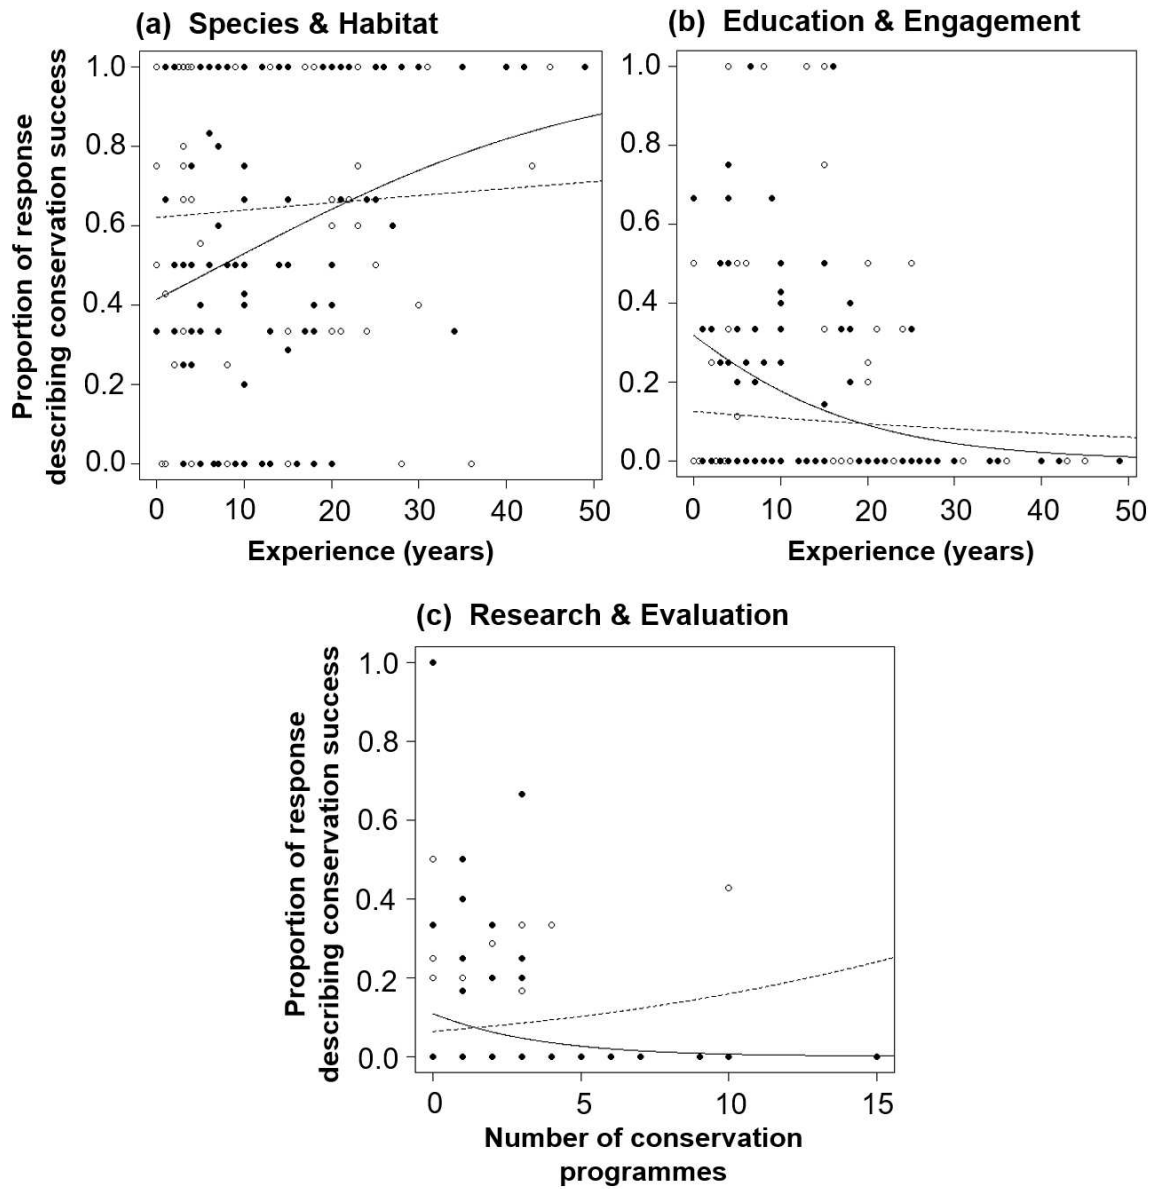 (a) Species & Habitat
Proportion of response
describing conservation success
1.0
0.8
0.6
0.4
0.2
0.0
0 10 20 30 40 50
Experience (years)
(b) Education & Engagement
1.0
0.8
0.6
0.4
0.2
0.0
0 10 20 30 40 50
Experience (years)
(c) Research & Evaluation
Proportion of response
describing conservation success
1.0
0.8
0.6
0.4
0.2
0.0
0 5 10 15
Number of conservation
programmes